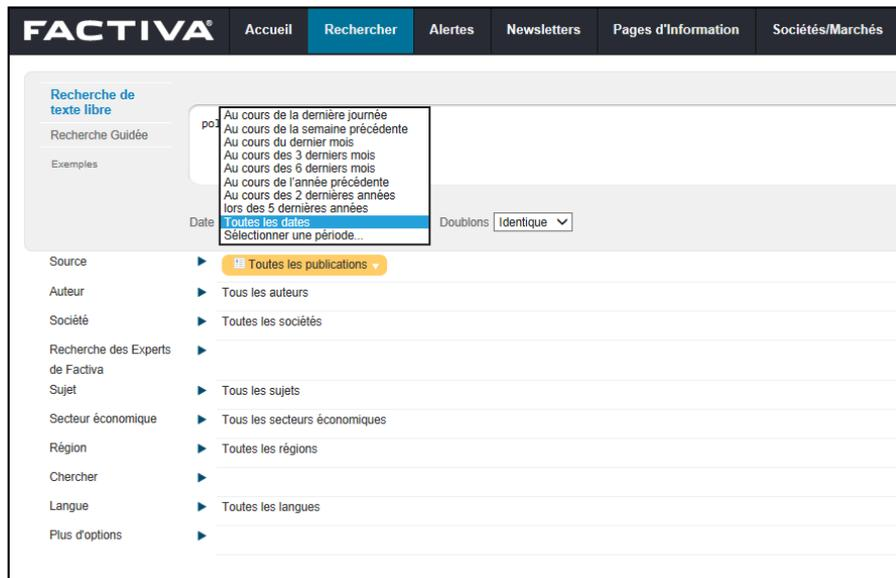 FACTIVA® Accueil Rechercher Alertes Newsletters Pages d'Information Sociétés/Marchés
Recherche de
texte libre
Recherche Guidée
Exemples
Au cours de la dernière journée
Au cours de la semaine précédente
Au cours du dernier mois
Au cours des 3 derniers mois
Au cours des 6 derniers mois
Au cours de l'année précédente
Au cours des 2 dernières années
lors des 5 dernières années
Date Toutes les dates Doublons Identique
Sélectionner une période...
Source Toutes les publications
Auteur Tous les auteurs
Société Toutes les sociétés
Recherche des Experts
de Factiva
Sujet Tous les sujets
Secteur économique Tous les secteurs économiques
Région Toutes les régions
Chercher
Langue Toutes les langues
Plus d'options